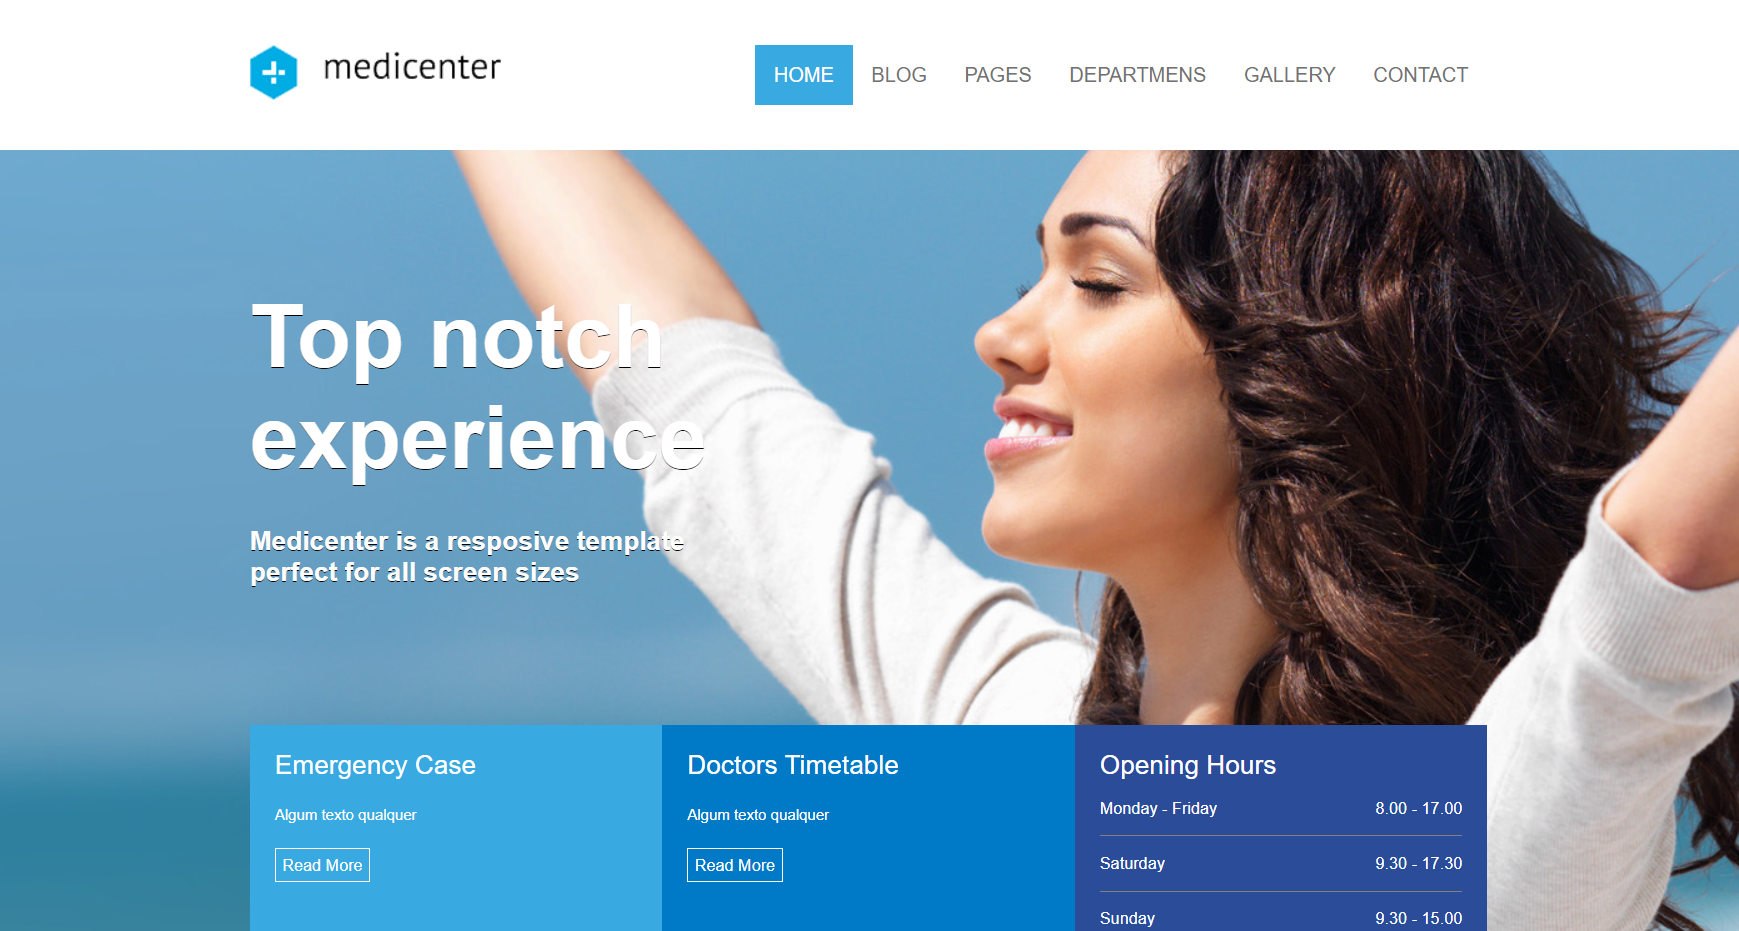 medicenter
HOME BLOG PAGES DEPARTMENS GALLERY CONTACT
Top notch
experience
Medicenter is a resposive template
perfect for all screen sizes
Emergency Case
Algum texto qualquer
Read More
Doctors Timetable
Algum texto qualquer
Read More
Opening Hours
Monday - Friday 8.00 - 17.00
Saturday 9.30 - 17.30
Sunday 9.30 - 15.00